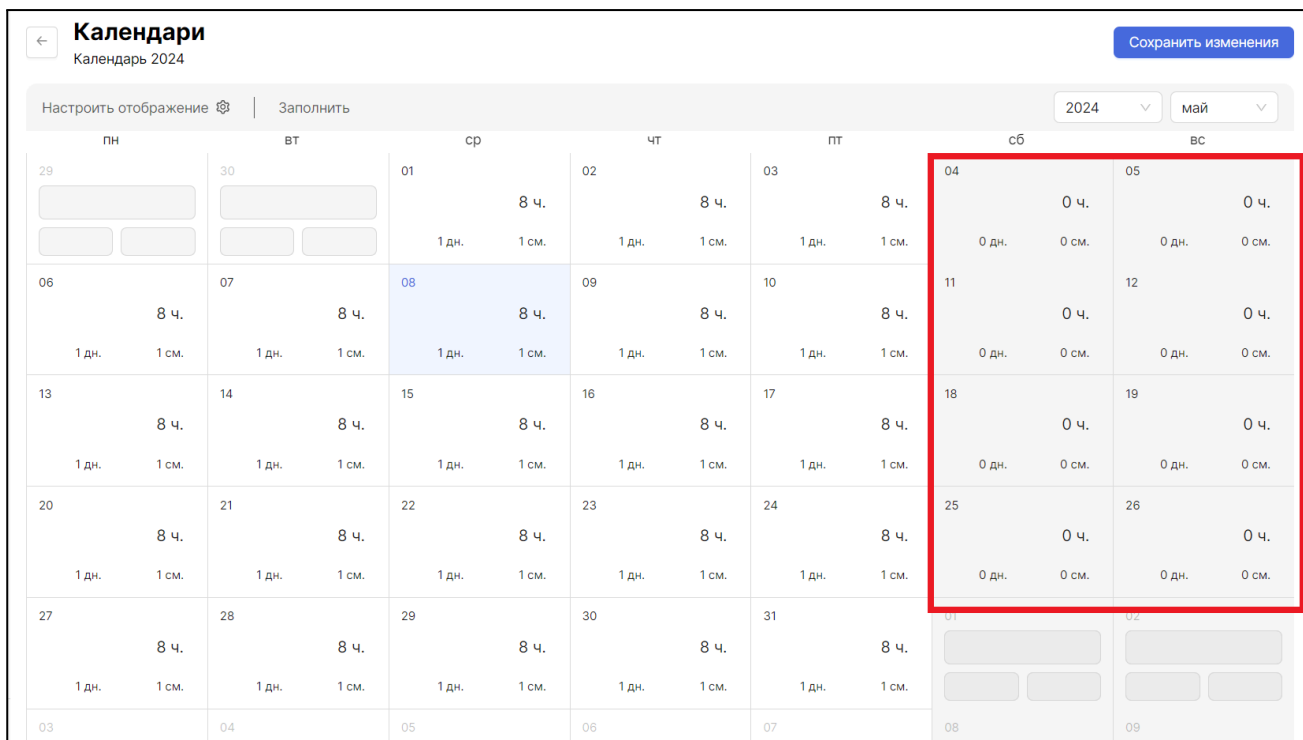 Календари
Календарь 2024
Сохранить изменения
Настроить отображение Заполнить 2024 май
пн вт ср чт пт сб вс
29 30 01 02 03 04 05
8 ч. 8 ч. 8 ч. 0 ч. 0 ч.
1 дн. 1 см. 1 дн. 1 см. 1 дн. 1 см. 0 дн. 0 см. 0 дн. 0 см.
06 07 08 09 10 11 12
8 ч. 8 ч. 8 ч. 8 ч. 8 ч. 0 ч. 0 ч.
1 дн. 1 см. 1 дн. 1 см. 1 дн. 1 см. 1 дн. 1 см. 1 дн. 1 см. 0 дн. 0 см. 0 дн. 0 см.
13 14 15 16 17 18 19
8 ч. 8 ч. 8 ч. 8 ч. 8 ч. 0 ч. 0 ч.
1 дн. 1 см. 1 дн. 1 см. 1 дн. 1 см. 1 дн. 1 см. 1 дн. 1 см. 0 дн. 0 см. 0 дн. 0 см.
20 21 22 23 24 25 26
8 ч. 8 ч. 8 ч. 8 ч. 8 ч. 0 ч. 0 ч.
1 дн. 1 см. 1 дн. 1 см. 1 дн. 1 см. 1 дн. 1 см. 1 дн. 1 см. 0 дн. 0 см. 0 дн. 0 см.
27 28 29 30 31 01 02
8 ч. 8 ч. 8 ч. 8 ч. 8 ч.
1 дн. 1 см. 1 дн. 1 см. 1 дн. 1 см. 1 дн. 1 см. 1 дн. 1 см.
03 04 05 06 07 08 09